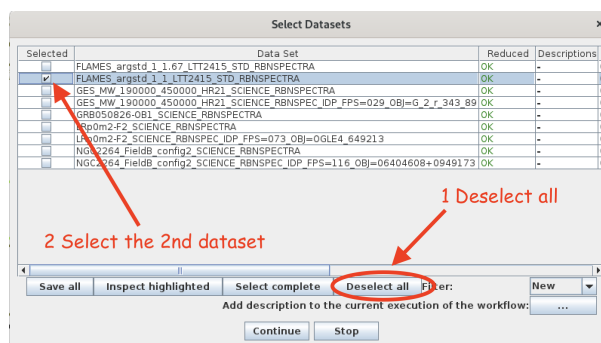 Select Datasets
Selected Data Set Reduced Descriptions
FLAMES_argstd_1_1.67_LTT2415_STD_RBNSPECTRA OK -
FLAMES_argstd_1_1_LTT2415_STD_RBNSPECTRA OK -
GES_MW_190000_450000_HR21_SCIENCE_RBNSPECTRA OK -
GES_MW_190000_450000_HR21_SCIENCE_RBNSPEC_IDP_FPS=029_OBJ=G_2_r_343_89 OK -
GRB050826-OB1_SCIENCE_RBNSPECTRA OK -
LRp0m2-F2_SCIENCE_RBNSPECTRA OK -
LRp0m2-F2_SCIENCE_RBNSPEC_IDP_FPS=073_OBJ=OGLE4_649213 OK -
NGC2264_FieldB_config2_SCIENCE_RBNSPECTRA OK -
NGC2264_FieldB_config2_SCIENCE_RBNSPEC_IDP_FPS=116_OBJ=06404608+0949173 OK -
1 Deselect all
2 Select the 2nd dataset
Save all Inspect highlighted Select complete Deselect all Filter: New
Add description to the current execution of the workflow: ...
Continue Stop